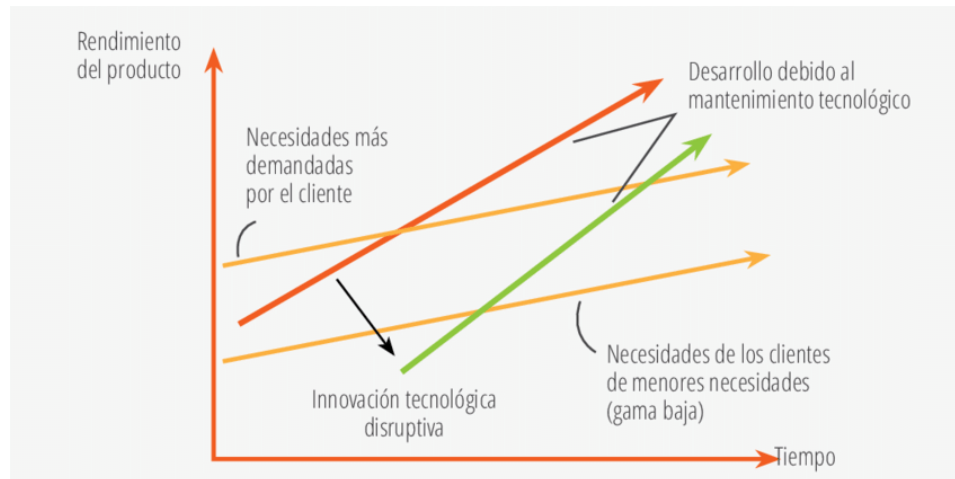 Rendimiento
del producto
Desarrollo debido al
mantenimiento tecnológico
Necesidades más
demandadas
por el cliente
Necesidades de los clientes
de menores necesidades
(gama baja)
Innovación tecnológica
disruptiva
Tiempo